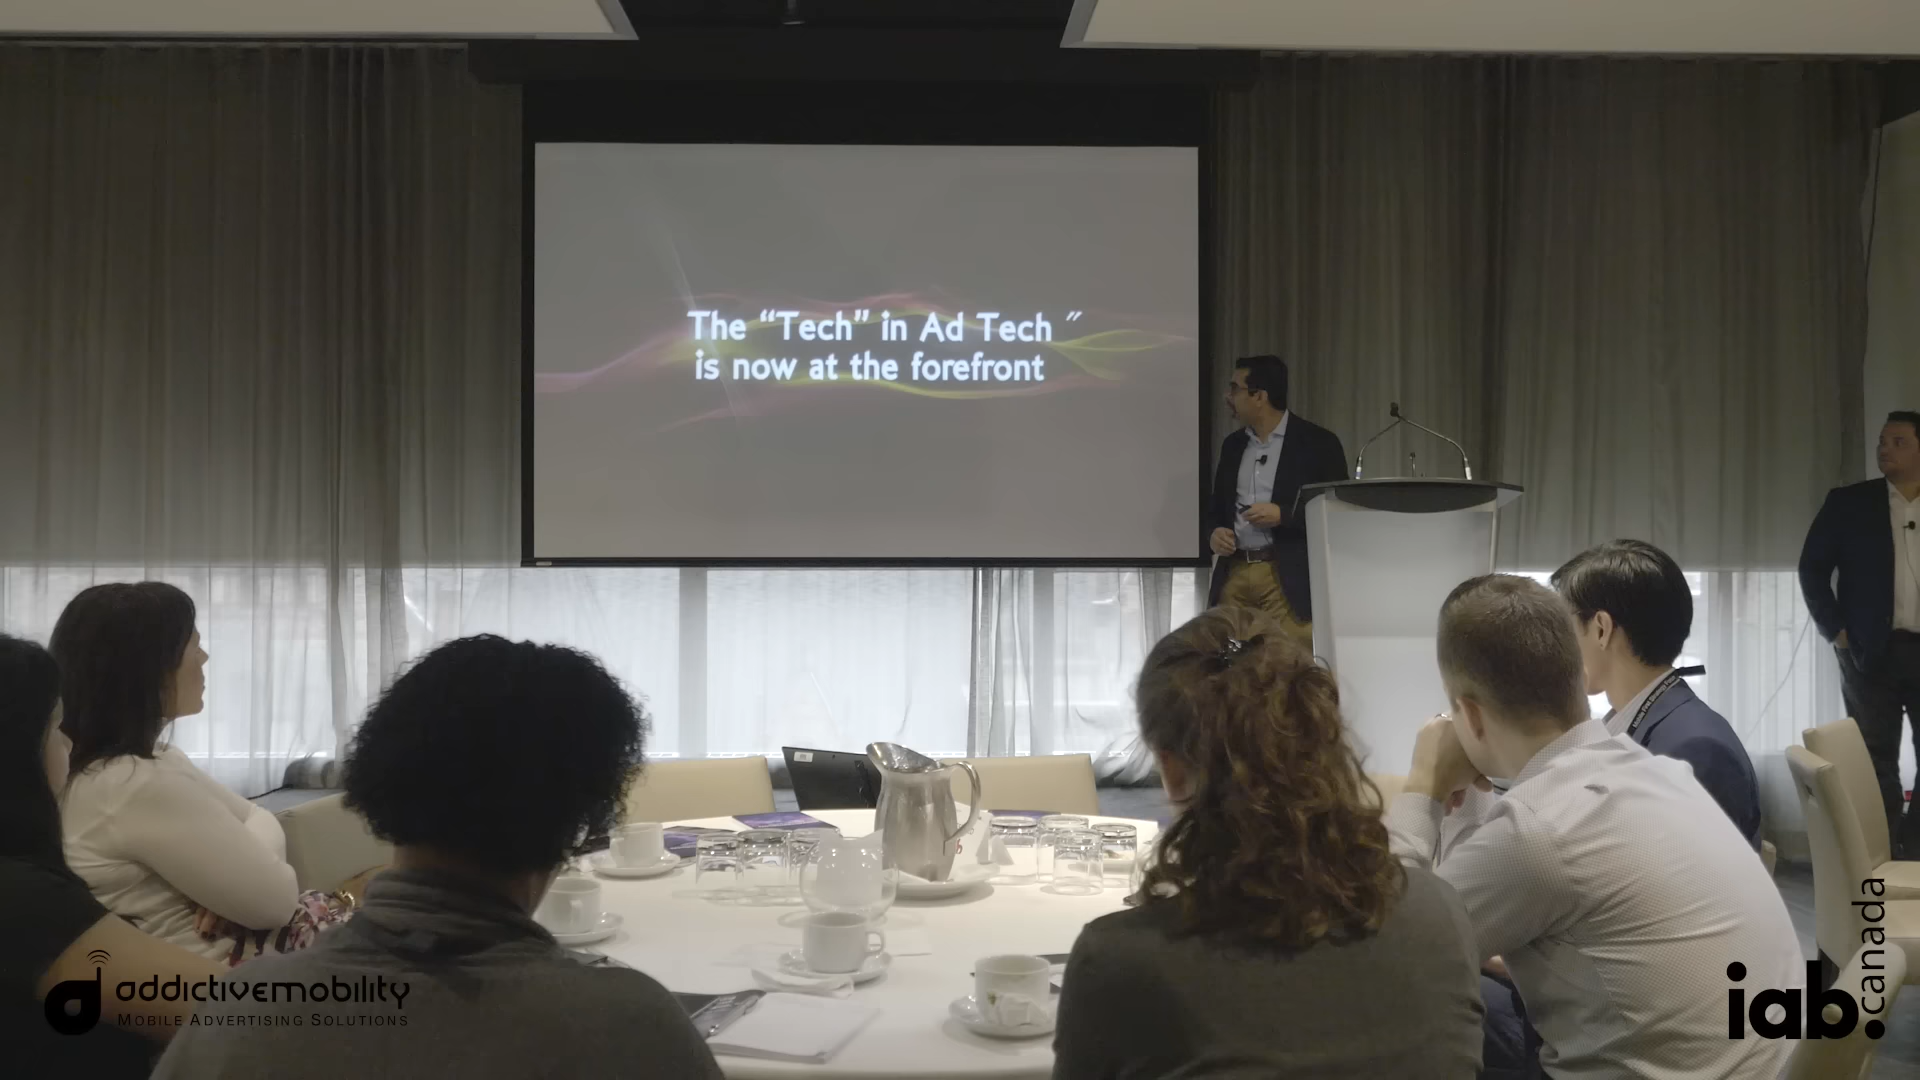 The “Tech” in Ad Tech ”
is now at the forefront
addictivemobility
MOBILE ADVERTISING SOLUTIONS
iab.
canada